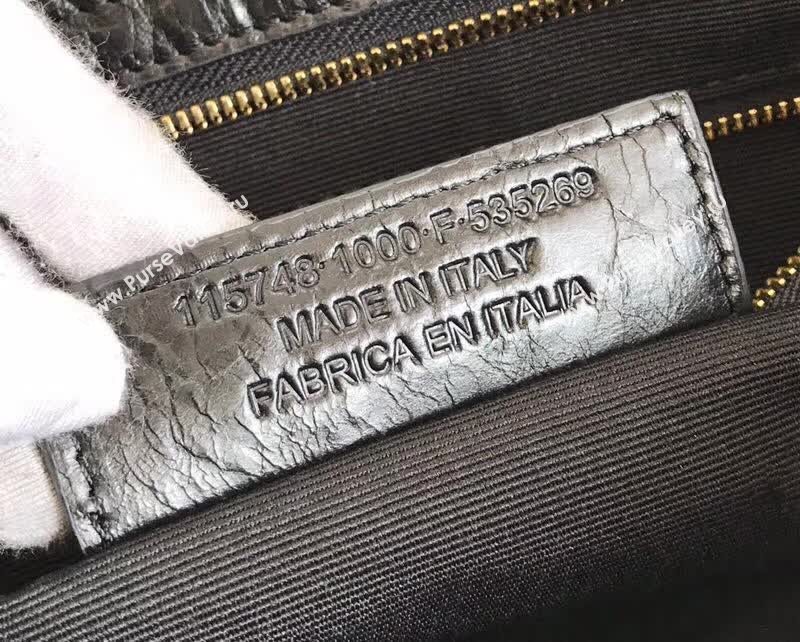 115748·1000·F·535269
MADE IN ITALY
FABRICA EN ITALIA